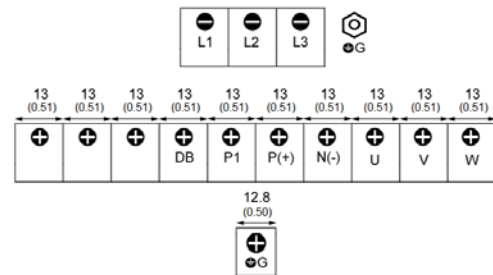 L1 L2 L3
G
13 13 13 13 13 13 13 13 13 13
(0.51) (0.51) (0.51) (0.51) (0.51) (0.51) (0.51) (0.51) (0.51) (0.51)
DB P1 P(+) N(-) U V W
12.8
(0.50)
G